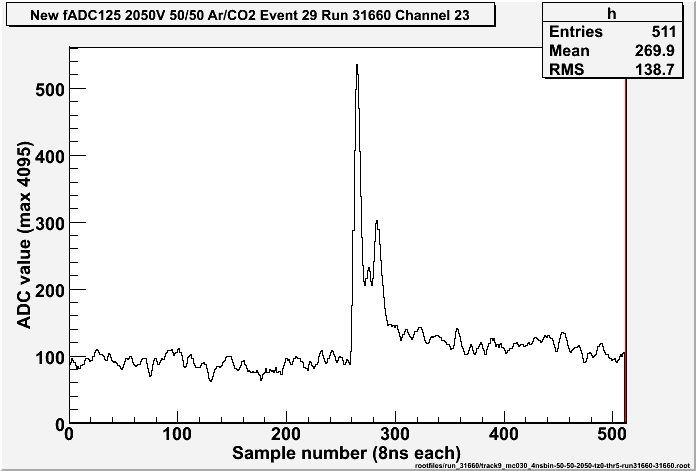 New fADC125 2050V 50/50 Ar/CO2 Event 29 Run 31660 Channel 23
h
Entries 511
Mean 269.9
RMS 138.7
ADC value (max 4095)
500
400
300
200
100
0
0 100 200 300 400 500
Sample number (8ns each)
rootfiles/run_31660/track9_mc030_4nsbin-50-50-2050-tz0-thr5-run31660-31660.root